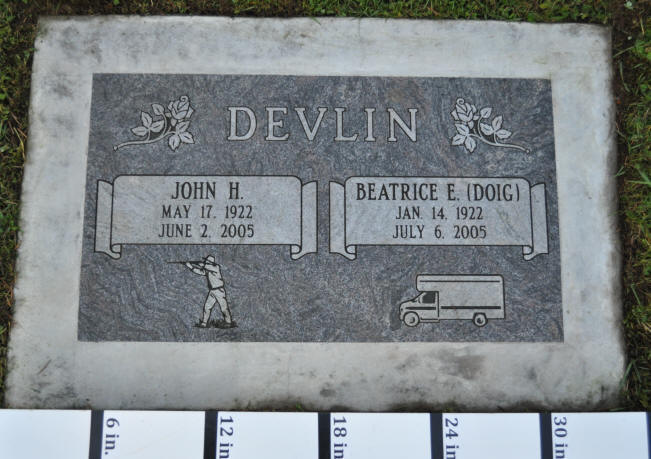 DEVLIN
JOHN H.
MAY 17, 1922
JUNE 2, 2005
BEATRICE E. (DOIG)
JAN. 14, 1922
JULY 6, 2005
6 in.
12 in.
18 in.
24 in.
30 in.